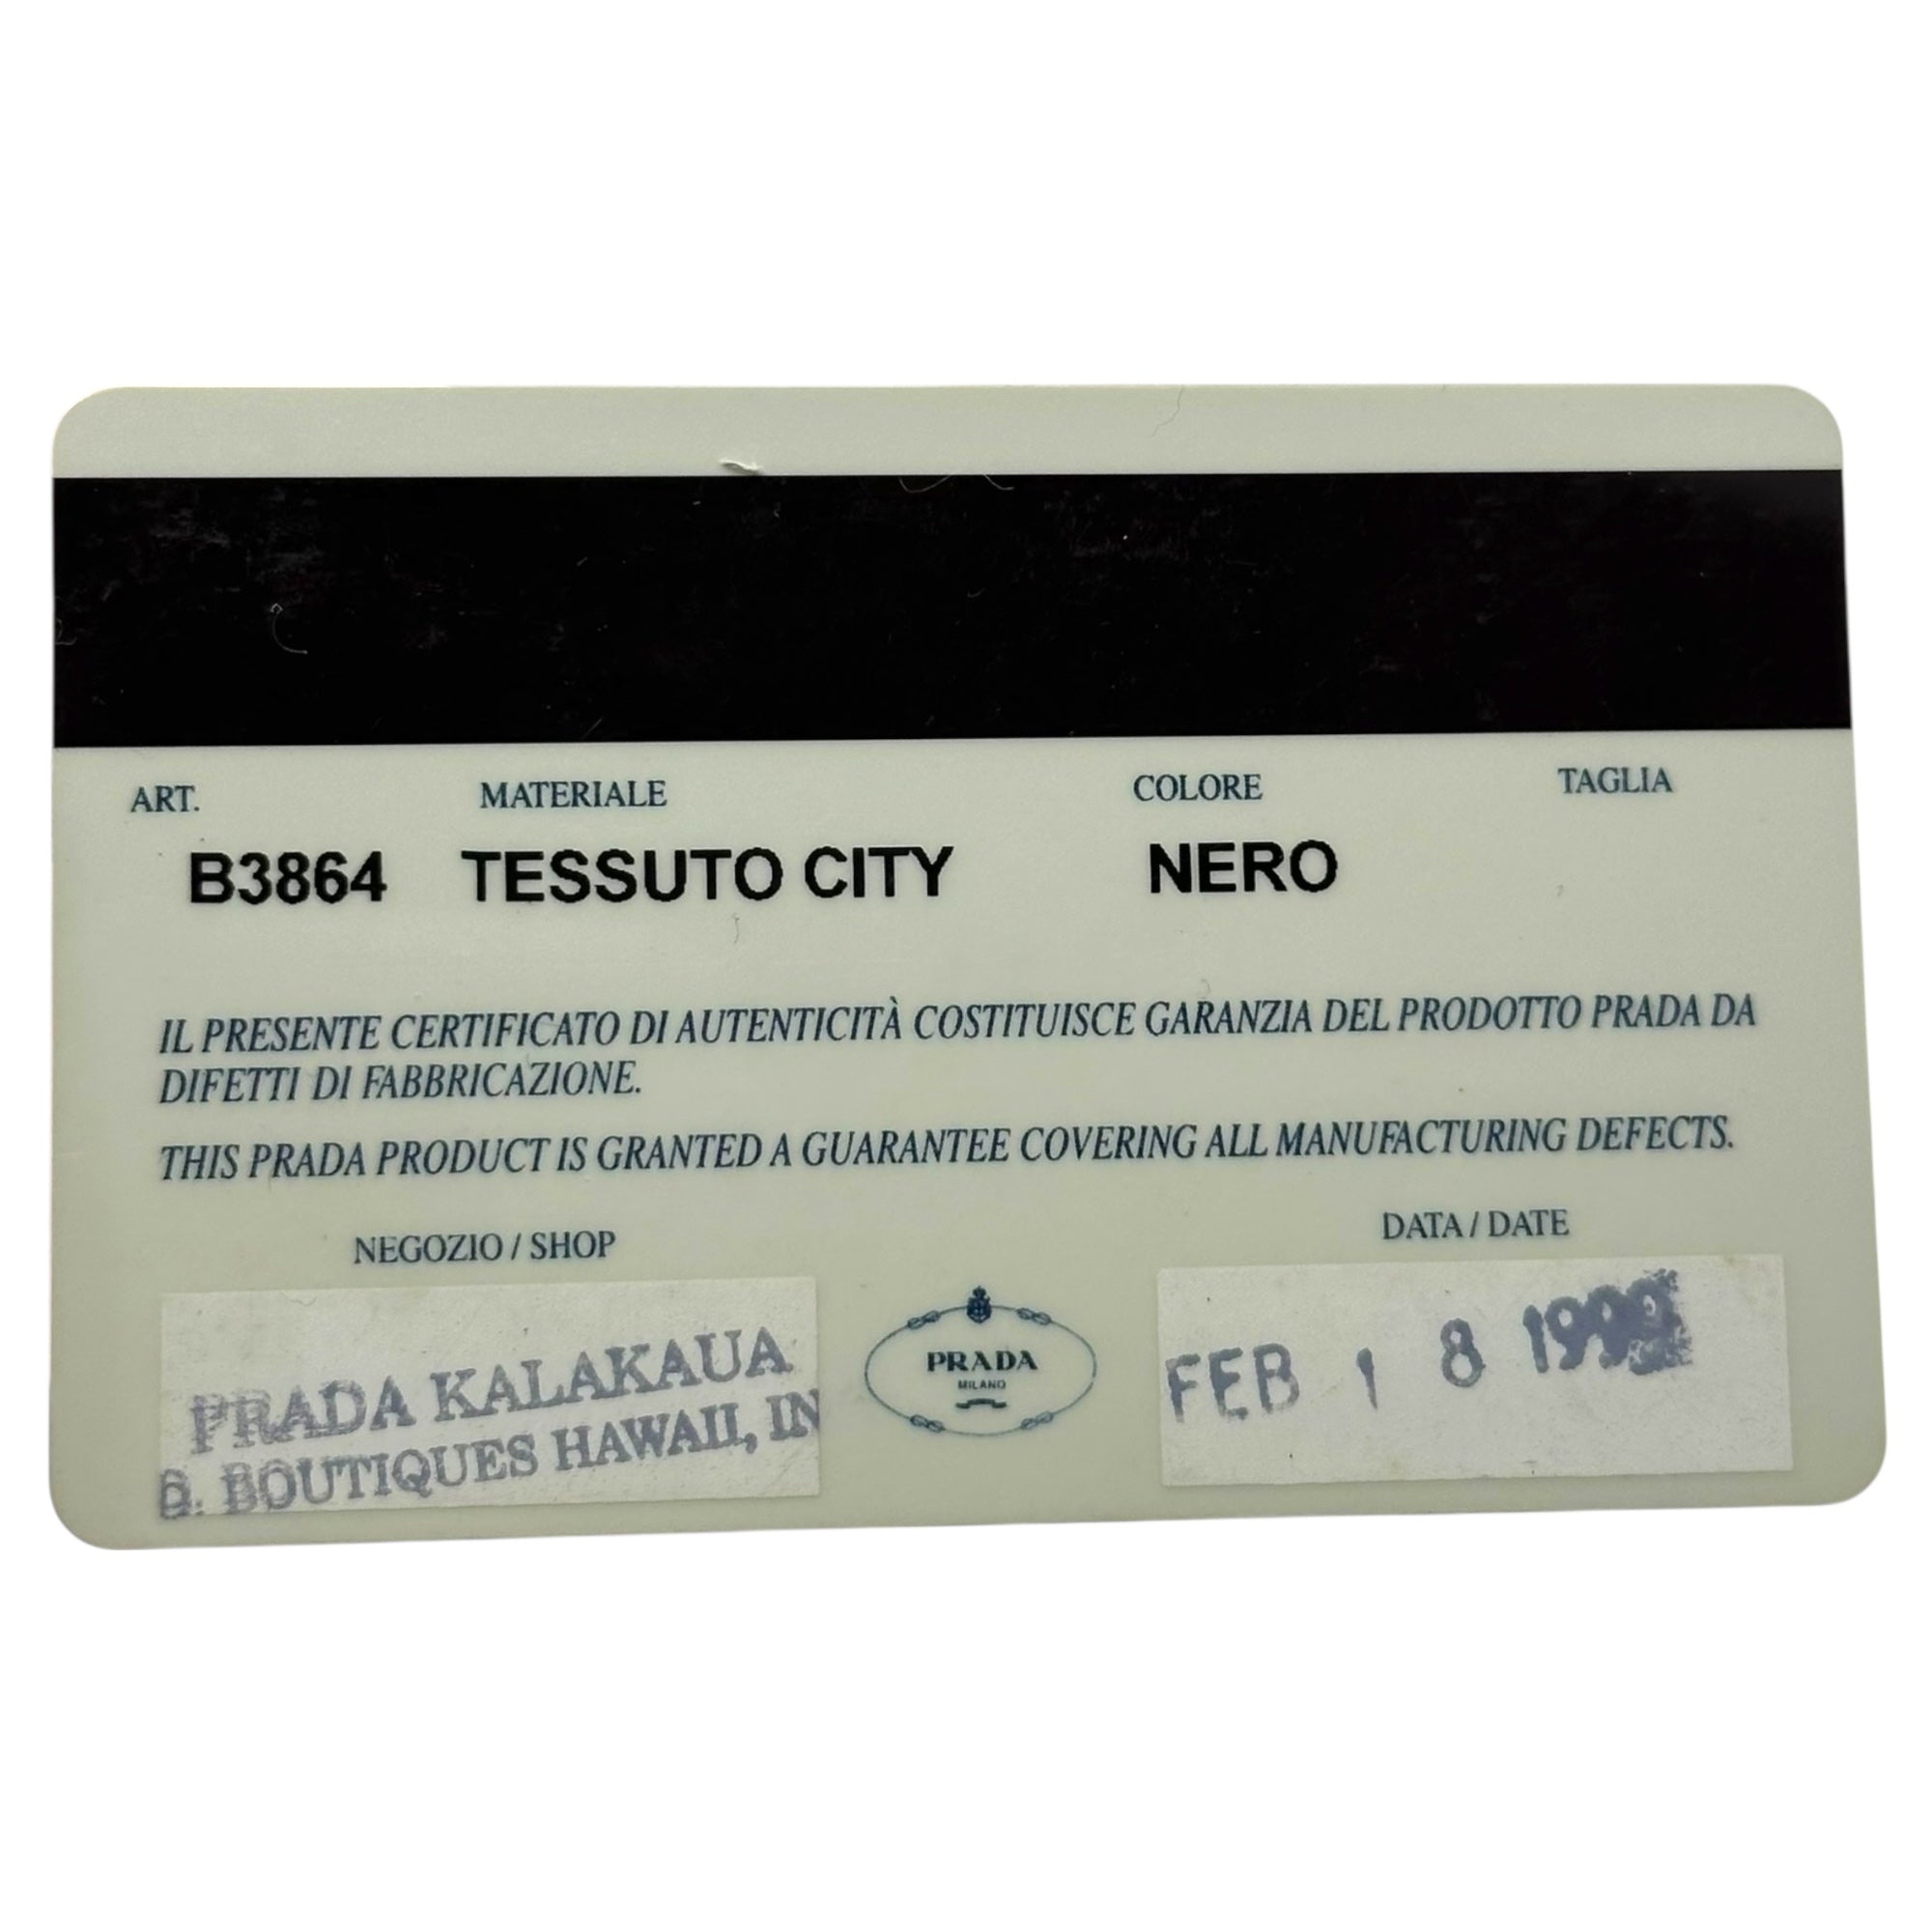 ART. MATERIALE COLORE TAGLIA
B3864 TESSUTO CITY NERO
IL PRESENTE CERTIFICATO DI AUTENTICITÀ COSTITUISCE GARANZIA DEL PRODOTTO PRADA DA
DIFETTI DI FABBRICAZIONE.
THIS PRADA PRODUCT IS GRANTED A GUARANTEE COVERING ALL MANUFACTURING DEFECTS.
NEGOZIO / SHOP
DATA / DATE
PRADA KALAKAUA
BOUTIQUES HAWAII, IN
PRADA
MILANO
FEB 18 1999